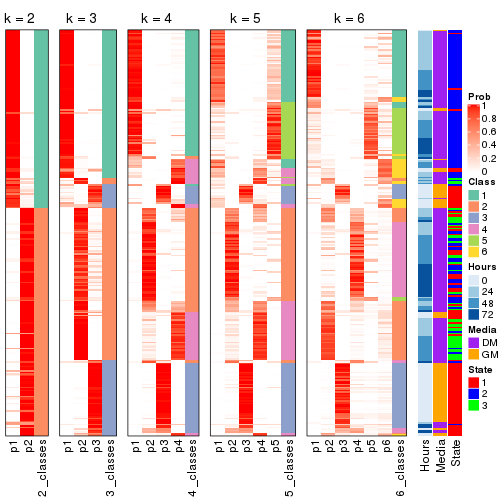 k = 2
k = 3
k = 4
k = 5
k = 6
p1
p2
2_classes
p1
p2
p3
3_classes
p1
p2
p3
p4
4_classes
p1
p2
p3
p4
p5
5_classes
p1
p2
p3
p4
p5
p6
6_classes
Hours
Media
State
Prob
1
0.8
0.6
0.4
0.2
0
Class
1
2
3
4
5
6
Hours
0
24
48
72
Media
DM
GM
State
1
2
3